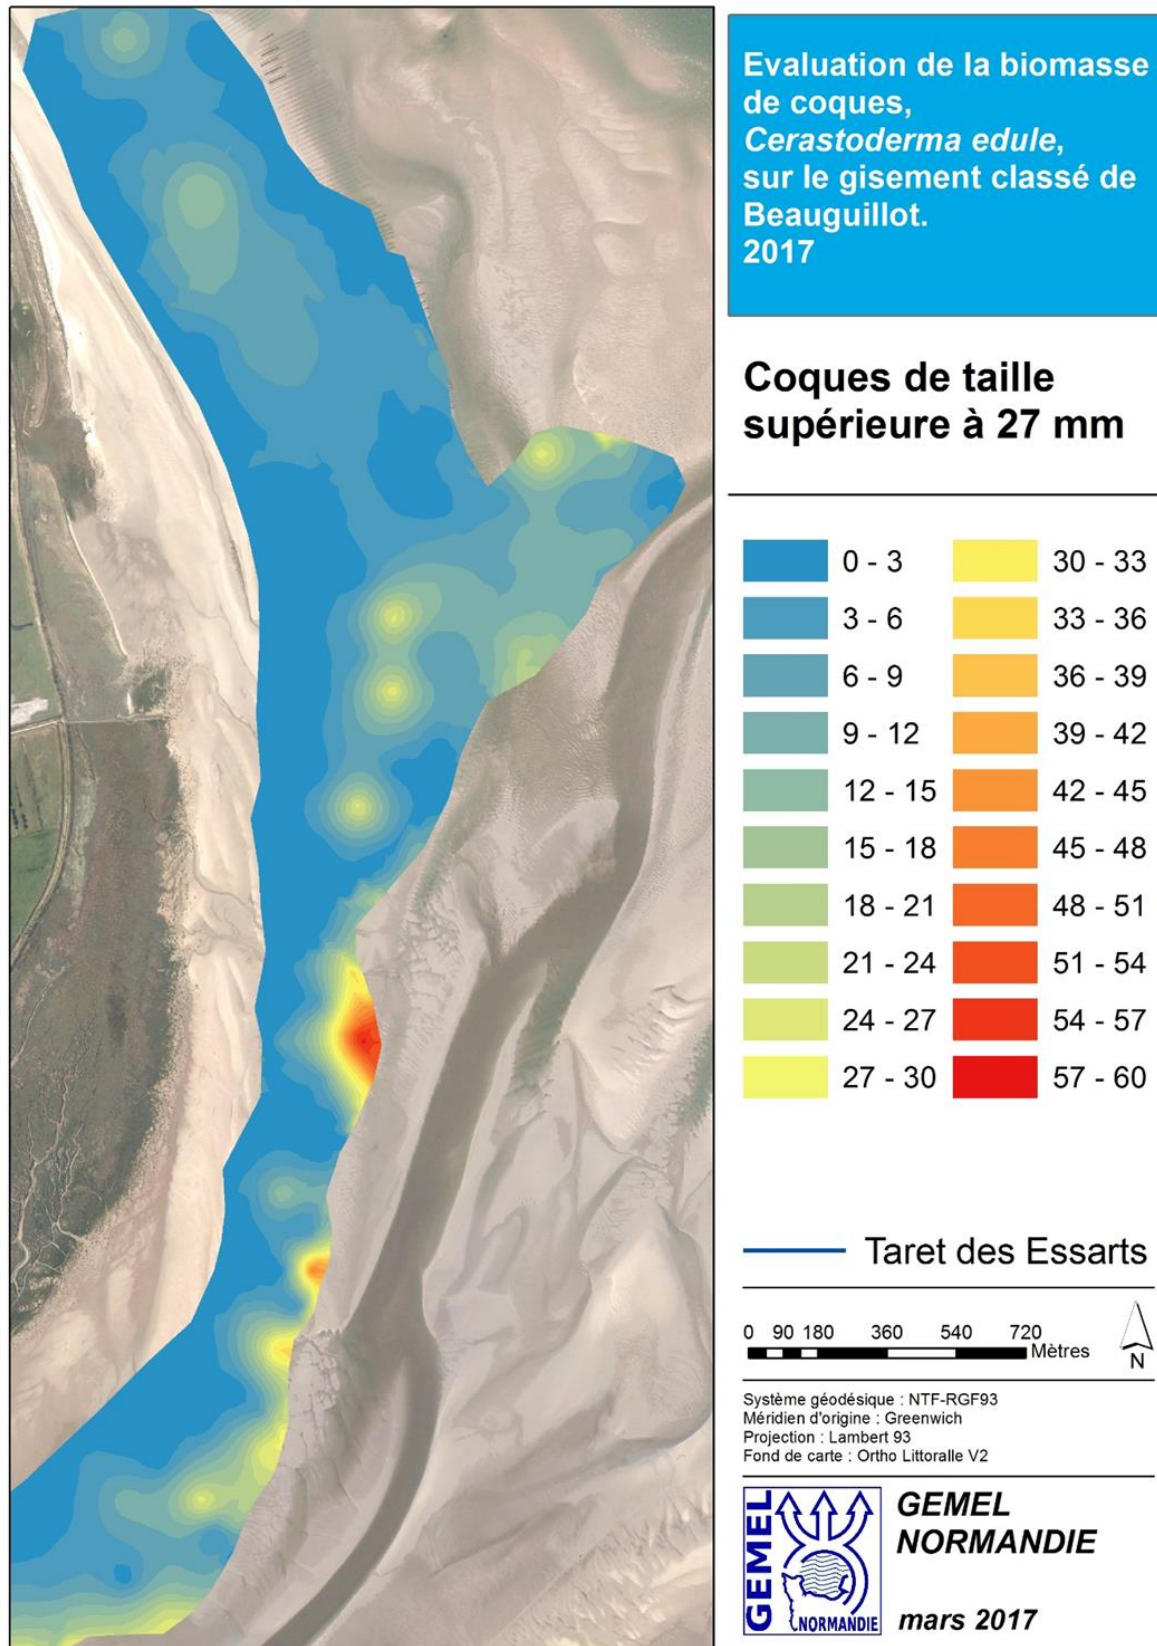 Evaluation de la biomasse
de coques,
Cerastoderma edule,
sur le gisement classé de
Beauguillot.
2017
Coques de taille
supérieure à 27 mm
0 - 3
3 - 6
6 - 9
9 - 12
12 - 15
15 - 18
18 - 21
21 - 24
24 - 27
27 - 30
30 - 33
33 - 36
36 - 39
39 - 42
42 - 45
45 - 48
48 - 51
51 - 54
54 - 57
57 - 60
Taret des Essarts
0 90 180 360 540 720
Mètres
N
Système géodésique : NTF-RGF93
Méridien d'origine : Greenwich
Projection : Lambert 93
Fond de carte : Ortho Littoralle V2
GEMEL
NORMANDIE
GEMEL
NORMANDIE
mars 2017